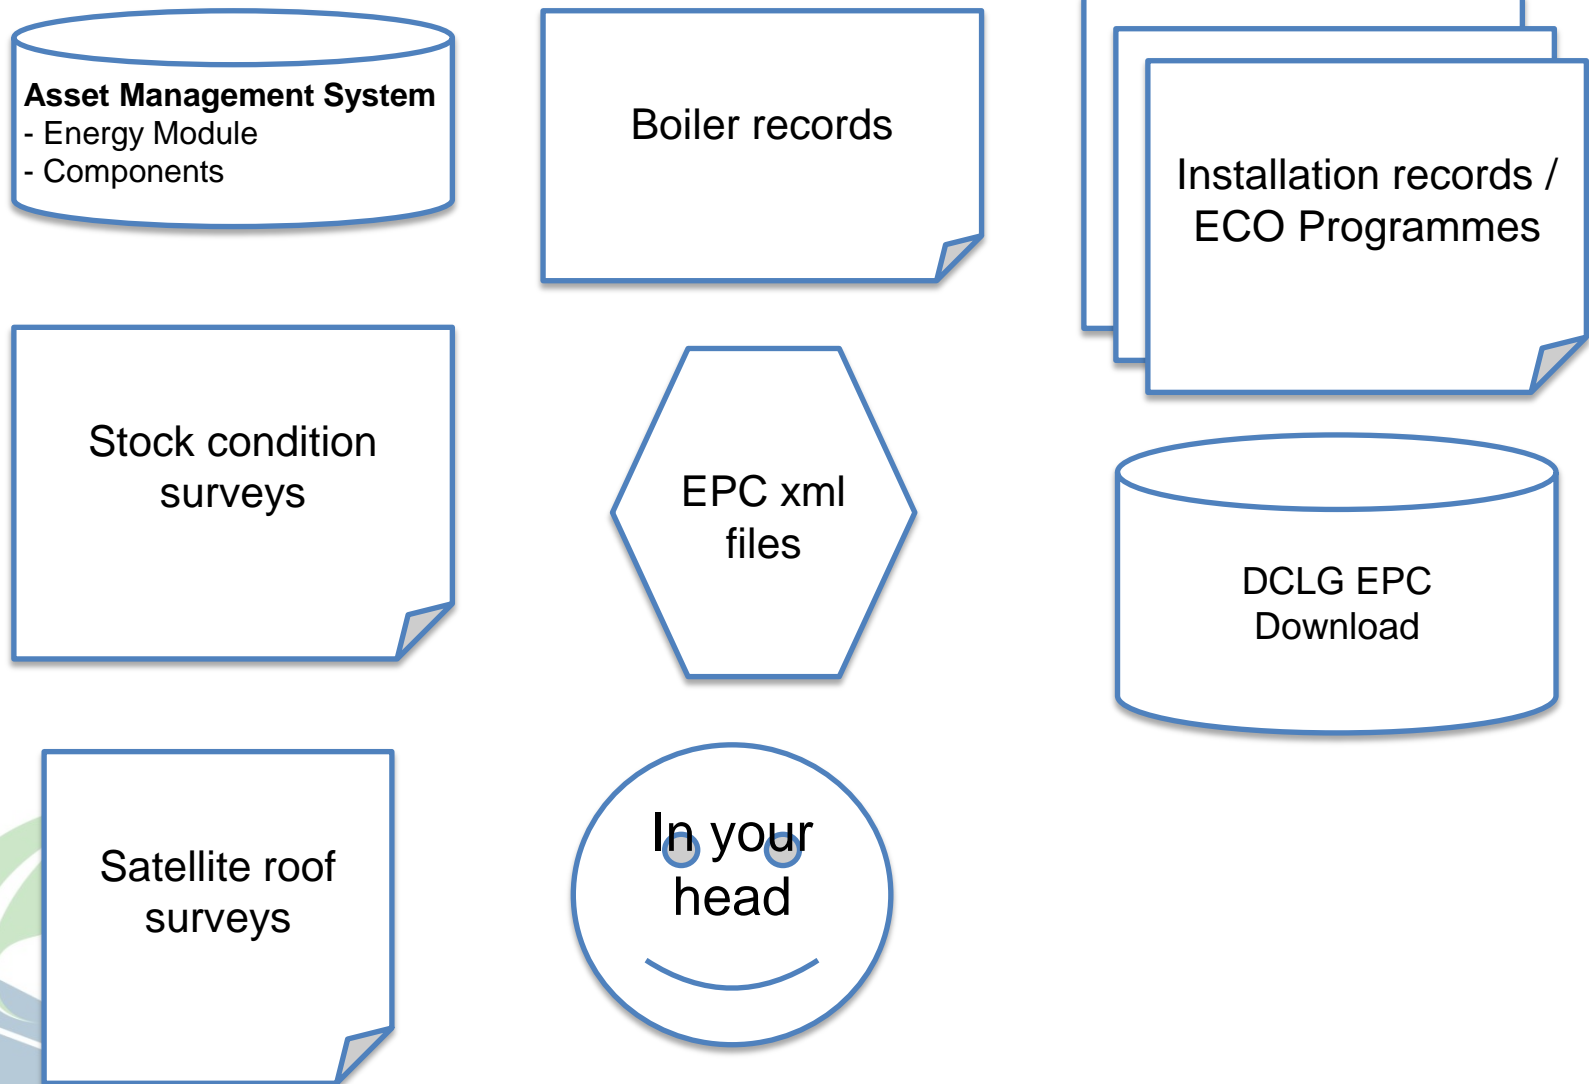 Asset Management System
- Energy Module
- Components
Boiler records
Installation records /
ECO Programmes
Stock condition
surveys
EPC xml
files
DCLG EPC
Download
Satellite roof
surveys
In your
head